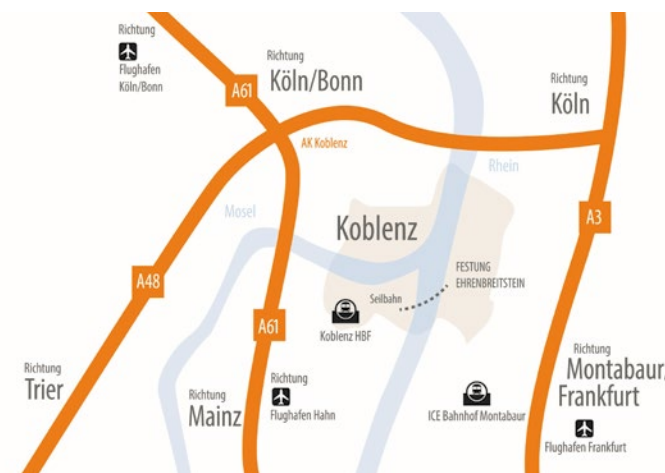 Richtung
Flughafen
Köln/Bonn
A61
Richtung
Köln/Bonn
Richtung
Köln
AK Koblenz
Rhein
Mosel
Koblenz
A3
A48
FESTUNG
EHRENBREITSTEIN
Seilbahn
A61
Koblenz HBF
Richtung
Trier
Richtung
Mainz
Richtung
Flughafen Hahn
ICE Bahnhof Montabaur
Richtung
Montabaur/
Frankfurt
Flughafen Frankfurt